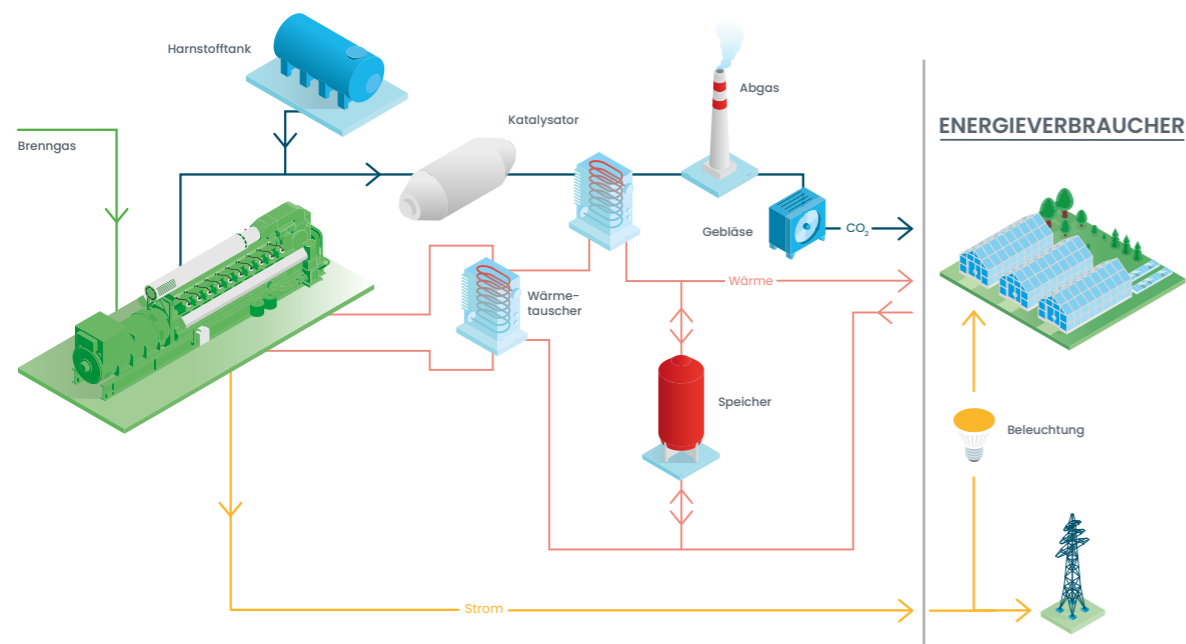 Harnstofftank
Abgas
Katalysator
ENERGIEVERBRAUCHER
Brenngas
Gebläse
CO₂
Wärme
Wärme-
tauscher
Speicher
Beleuchtung
Strom